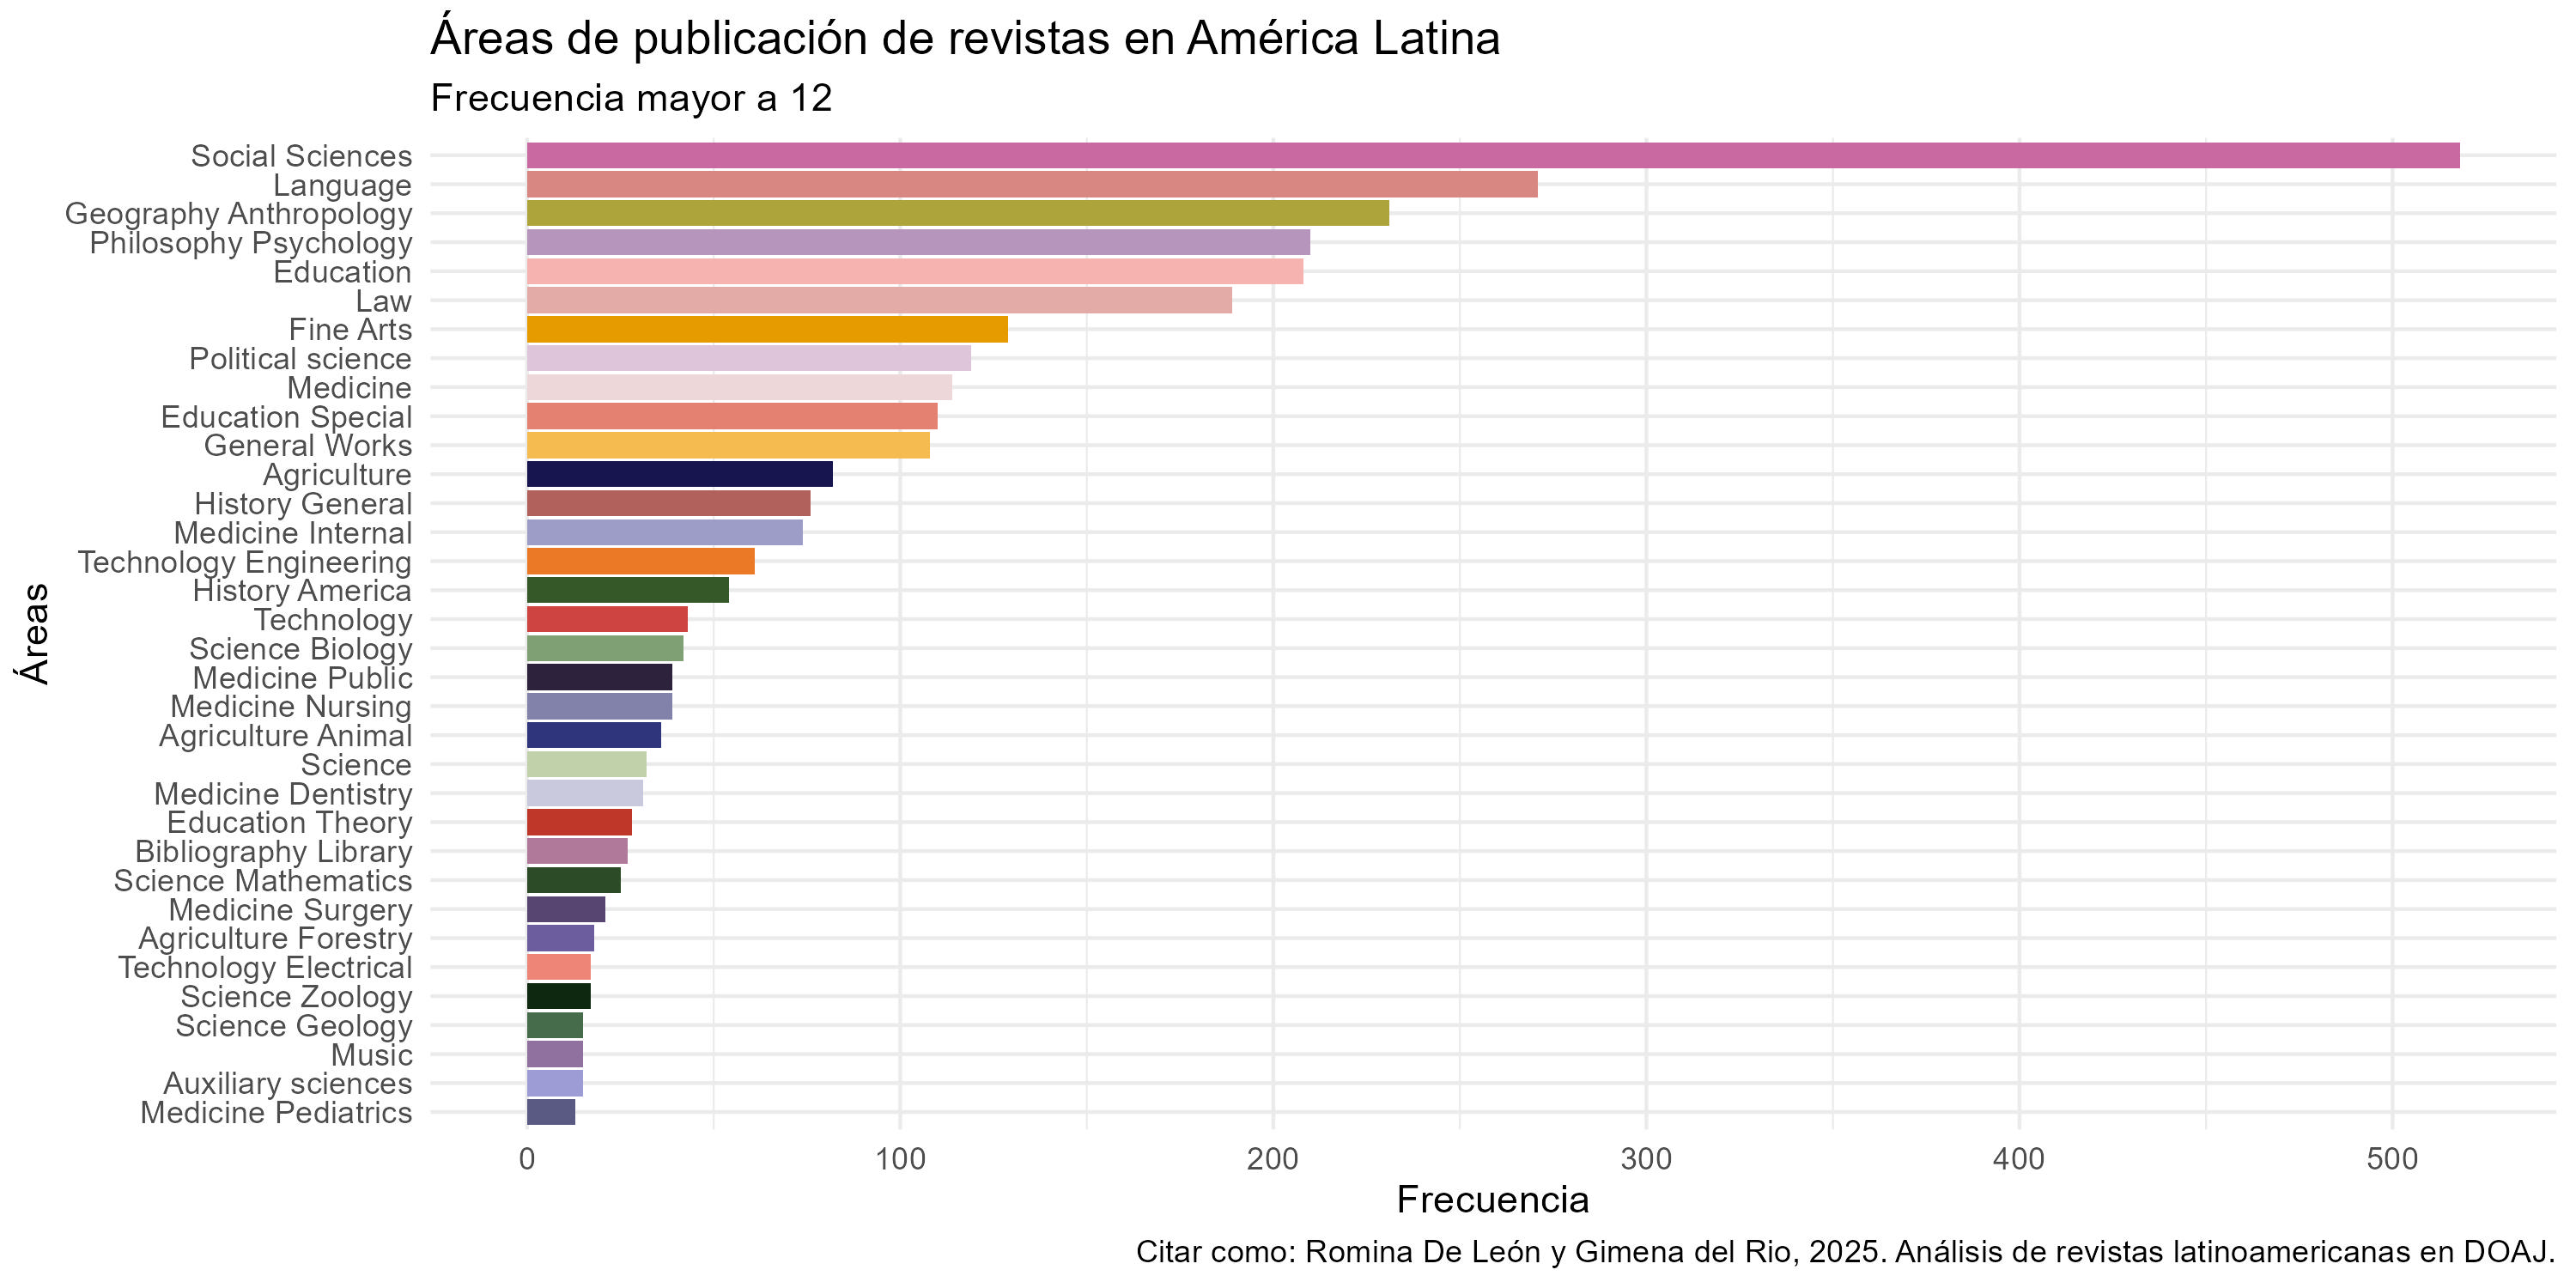 Áreas de publicación de revistas en América Latina
Frecuencia mayor a 12
Social Sciences
Language
Geography Anthropology
Philosophy Psychology
Education
Law
Fine Arts
Political science
Medicine
Education Special
General Works
Agriculture
History General
Medicine Internal
Technology Engineering
History America
Technology
Science Biology
Medicine Public
Medicine Nursing
Agriculture Animal
Science
Medicine Dentistry
Education Theory
Bibliography Library
Science Mathematics
Medicine Surgery
Agriculture Forestry
Technology Electrical
Science Zoology
Science Geology
Music
Auxiliary sciences
Medicine Pediatrics
Áreas
0 100 200 300 400 500
Frecuencia
Citar como: Romina De León y Gimena del Rio, 2025. Análisis de revistas latinoamericanas en DOAJ.